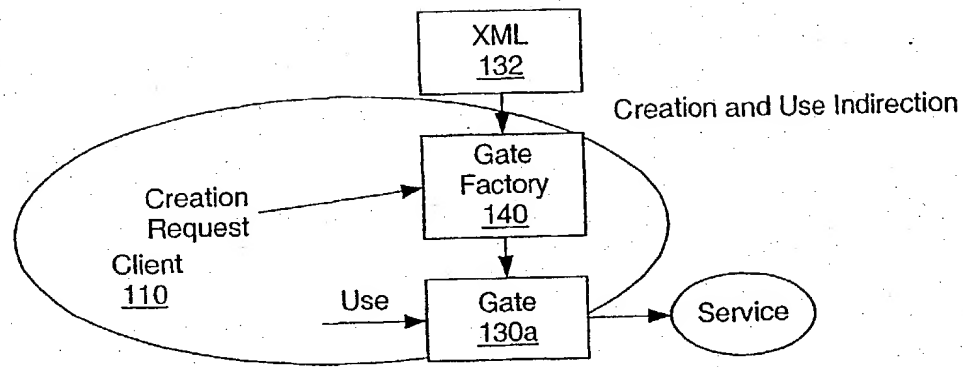 XML
132
Creation and Use Indirection
Gate
Factory
140
Creation
Request
Client
110
Use
Gate
130a
Service